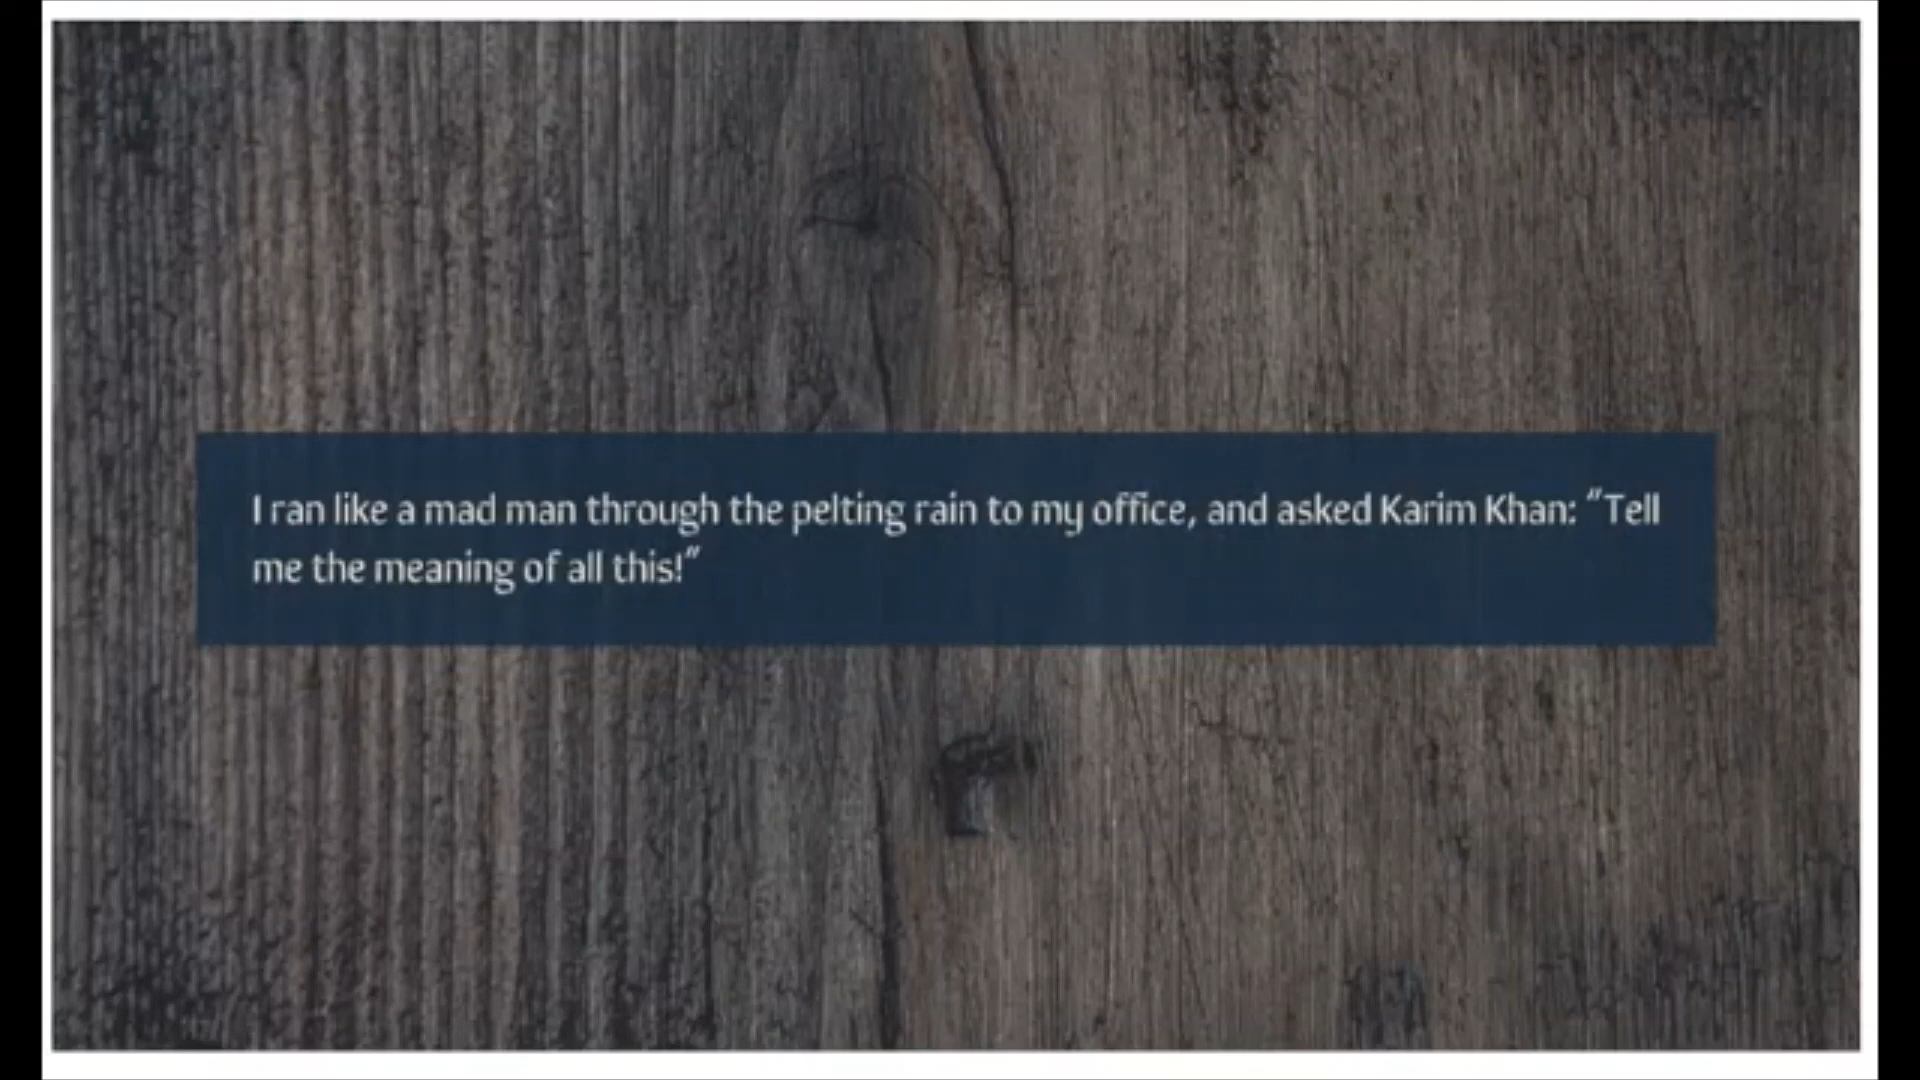 I ran like a mad man through the pelting rain to my office, and asked Karim Khan: “Tell
me the meaning of all this!”